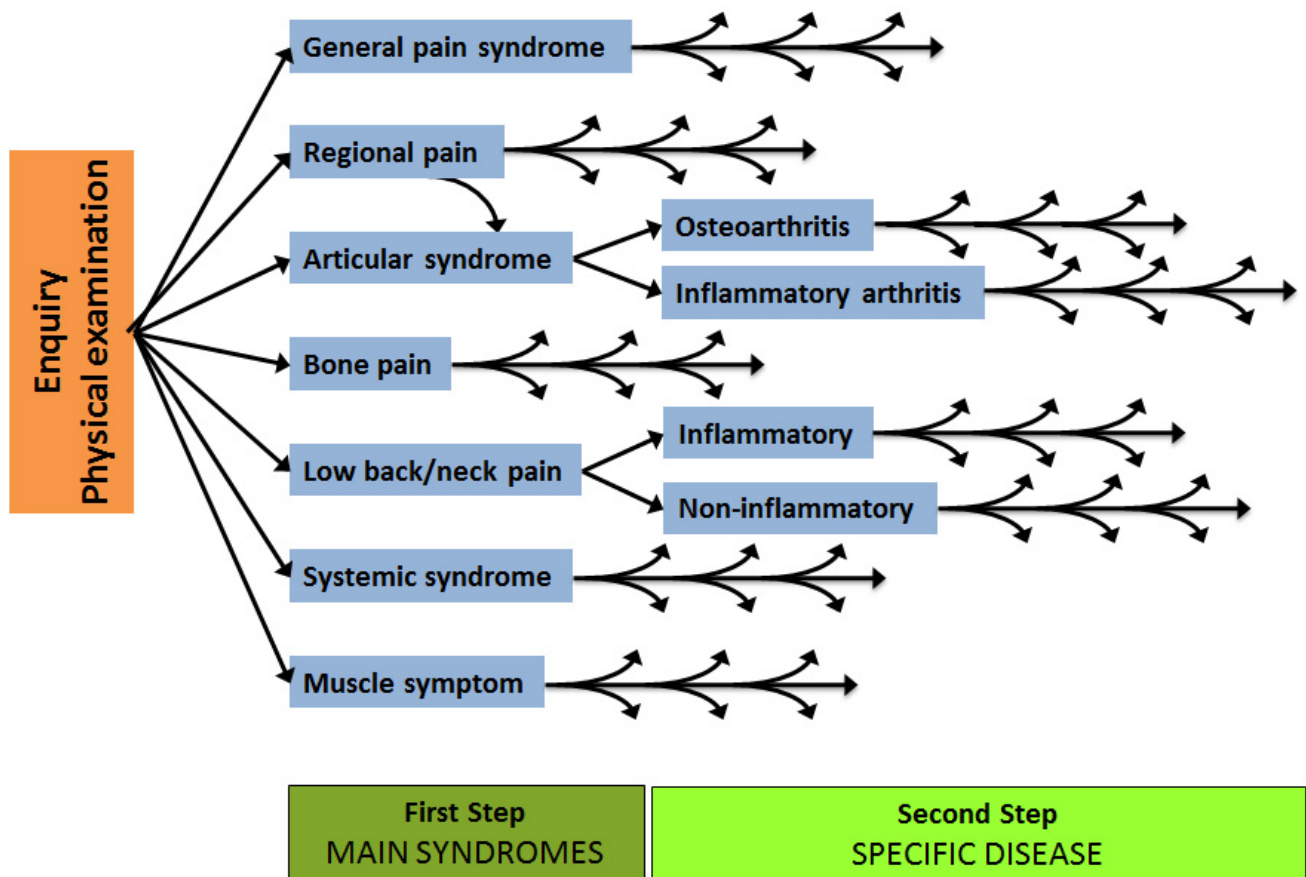 Enquiry
Physical examination
General pain syndrome
Regional pain
Articular syndrome
Osteoarthritis
Inflammatory arthritis
Bone pain
Low back/neck pain
Inflammatory
Non-inflammatory
Systemic syndrome
Muscle symptom
First Step
MAIN SYNDROMES
Second Step
SPECIFIC DISEASE